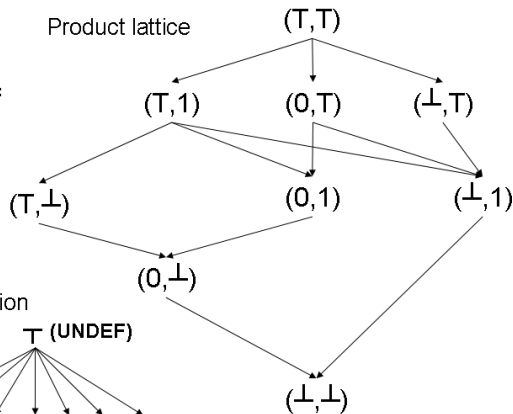 Product lattice
(T,T)
(T,1) (0,T) (⊥,T)
(T,⊥) (0,1) (⊥,1)
(0,⊥)
T (UNDEF)
(⊥,⊥)